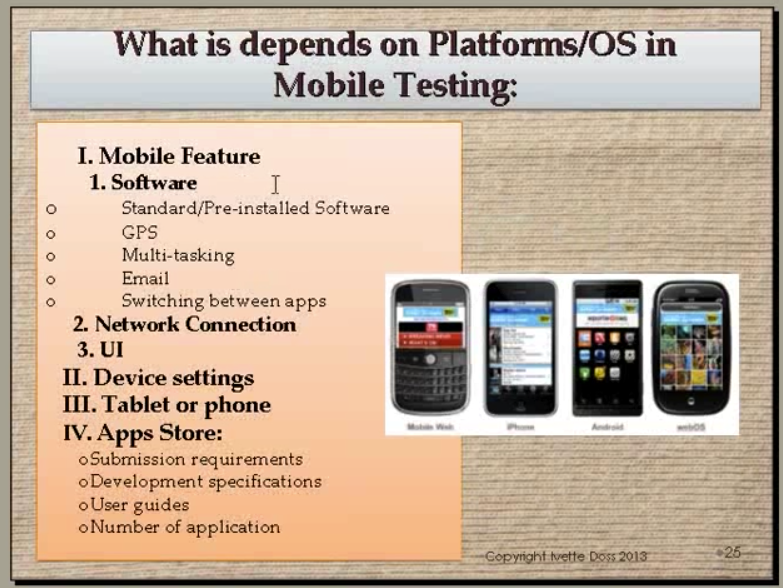 What is depends on Platforms/OS in
Mobile Testing:
I. Mobile Feature
1. Software
o Standard/Pre-installed Software
o GPS
o Multi-tasking
o Email
o Switching between apps
2. Network Connection
3. UI
II. Device settings
III. Tablet or phone
IV. Apps Store:
o Submission requirements
o Development specifications
o User guides
o Number of application
Mobile Web iPhone Android webOS
Copyright Ivette Doss 2013
25